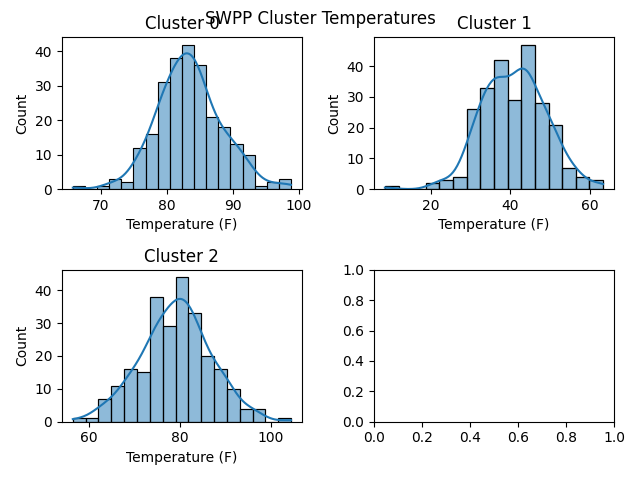 SWPP Cluster Temperatures
Cluster 0
Cluster 1
40
30
20
10
0
Count
70 80 90 100
Temperature (F)
40
30
20
10
0
Count
20 40 60
Temperature (F)
Cluster 2
40
30
20
10
0
Count
60 80 100
Temperature (F)
1.0
0.8
0.6
0.4
0.2
0.0
0.0 0.2 0.4 0.6 0.8 1.0